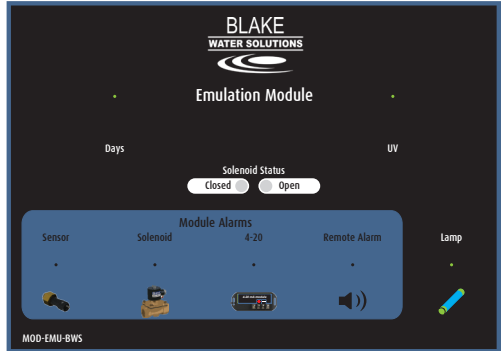 BLAKE
WATER SOLUTIONS
Emulation Module
Days
UV
Solenoid Status
Closed
Open
Module Alarms
Sensor
Solenoid
4-20
Remote Alarm
Lamp
MOD-EMU-BWS